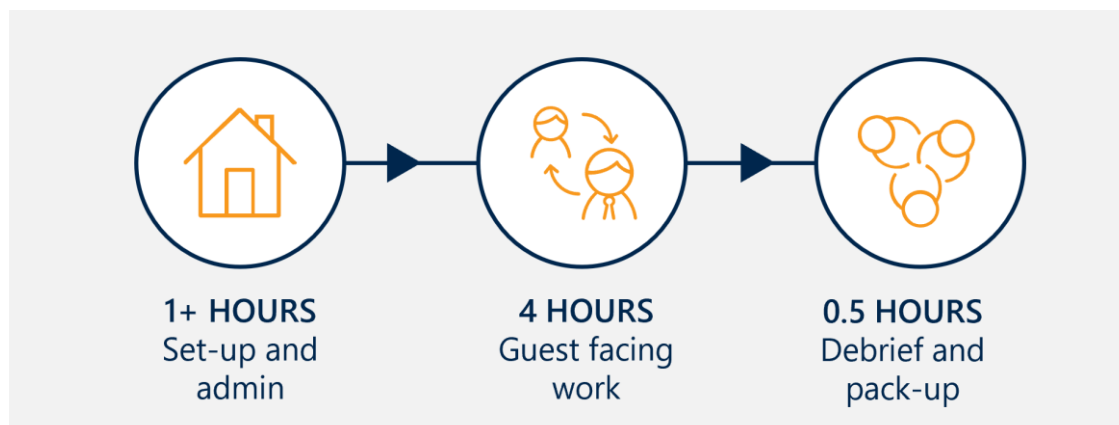 1+ HOURS
Set-up and
admin
4 HOURS
Guest facing
work
0.5 HOURS
Debrief and
pack-up